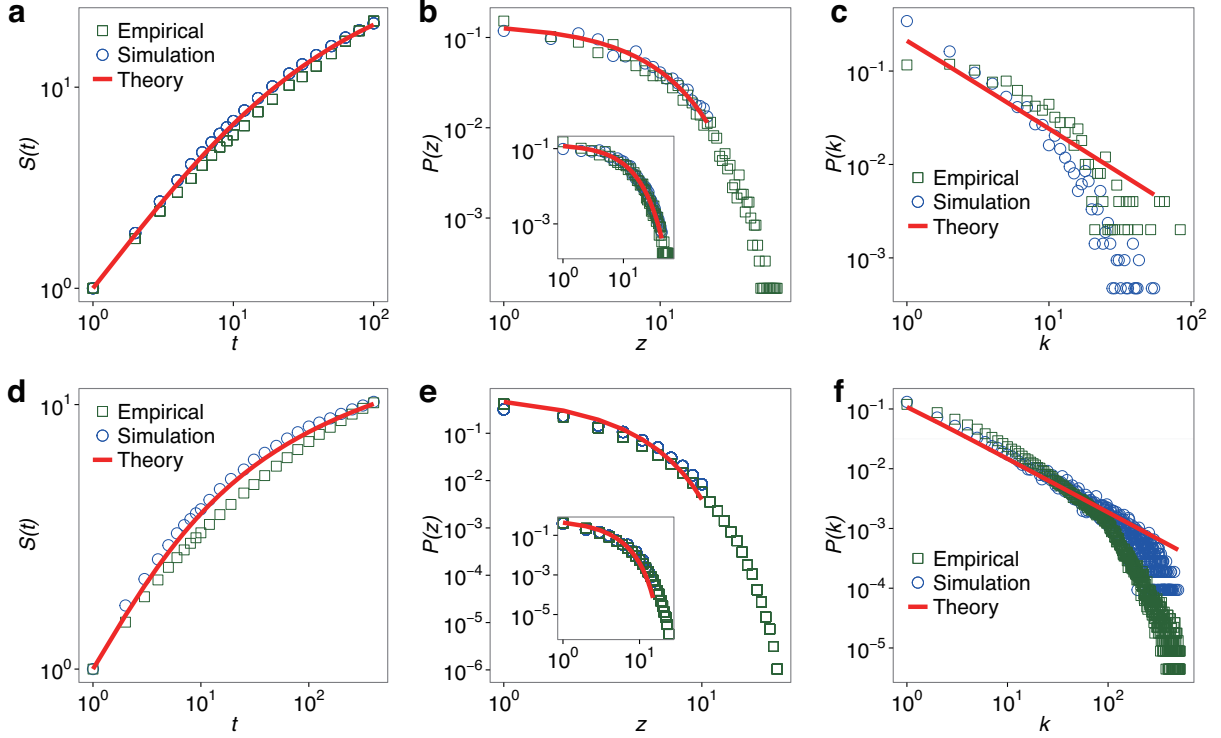 a
Empirical
Simulation
Theory
S(t)
10^1
10^0
10^0 10^1 10^2
t
b
P(z)
10^-1
10^-2
10^-3
10^0 10^1
z
10^-1
10^-3
10^0 10^1
c
P(k)
10^-1
10^-2
10^-3
Empirical
Simulation
Theory
10^0 10^1 10^2
k
d
Empirical
Simulation
Theory
S(t)
10^1
10^0
10^0 10^1 10^2
t
e
P(z)
10^-1
10^-2
10^-3
10^-4
10^-5
10^-6
10^0 10^1
z
10^-1
10^-3
10^-5
10^0 10^1
f
P(k)
10^-1
10^-2
10^-3
10^-4
10^-5
Empirical
Simulation
Theory
10^0 10^1 10^2
k